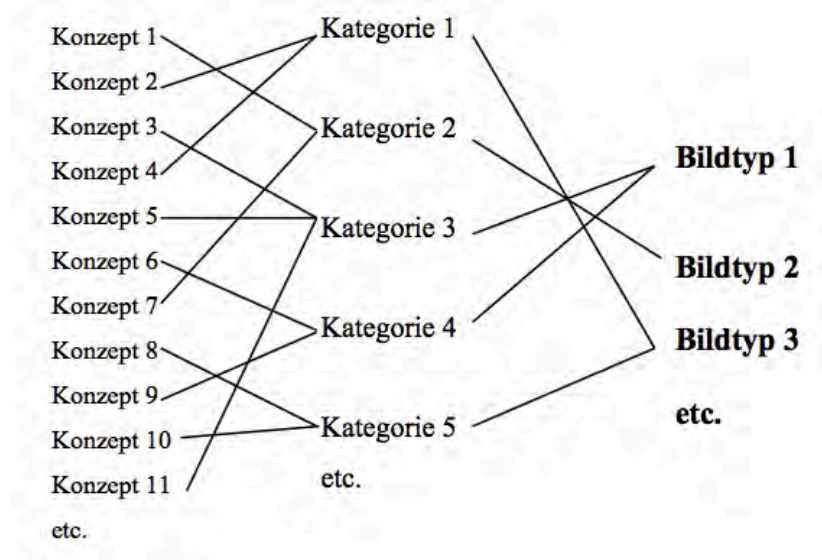 Konzept 1
Konzept 2
Konzept 3
Konzept 4
Konzept 5
Konzept 6
Konzept 7
Konzept 8
Konzept 9
Konzept 10
Konzept 11
etc.
Kategorie 1
Kategorie 2
Kategorie 3
Kategorie 4
Kategorie 5
etc.
Bildtyp 1
Bildtyp 2
Bildtyp 3
etc.